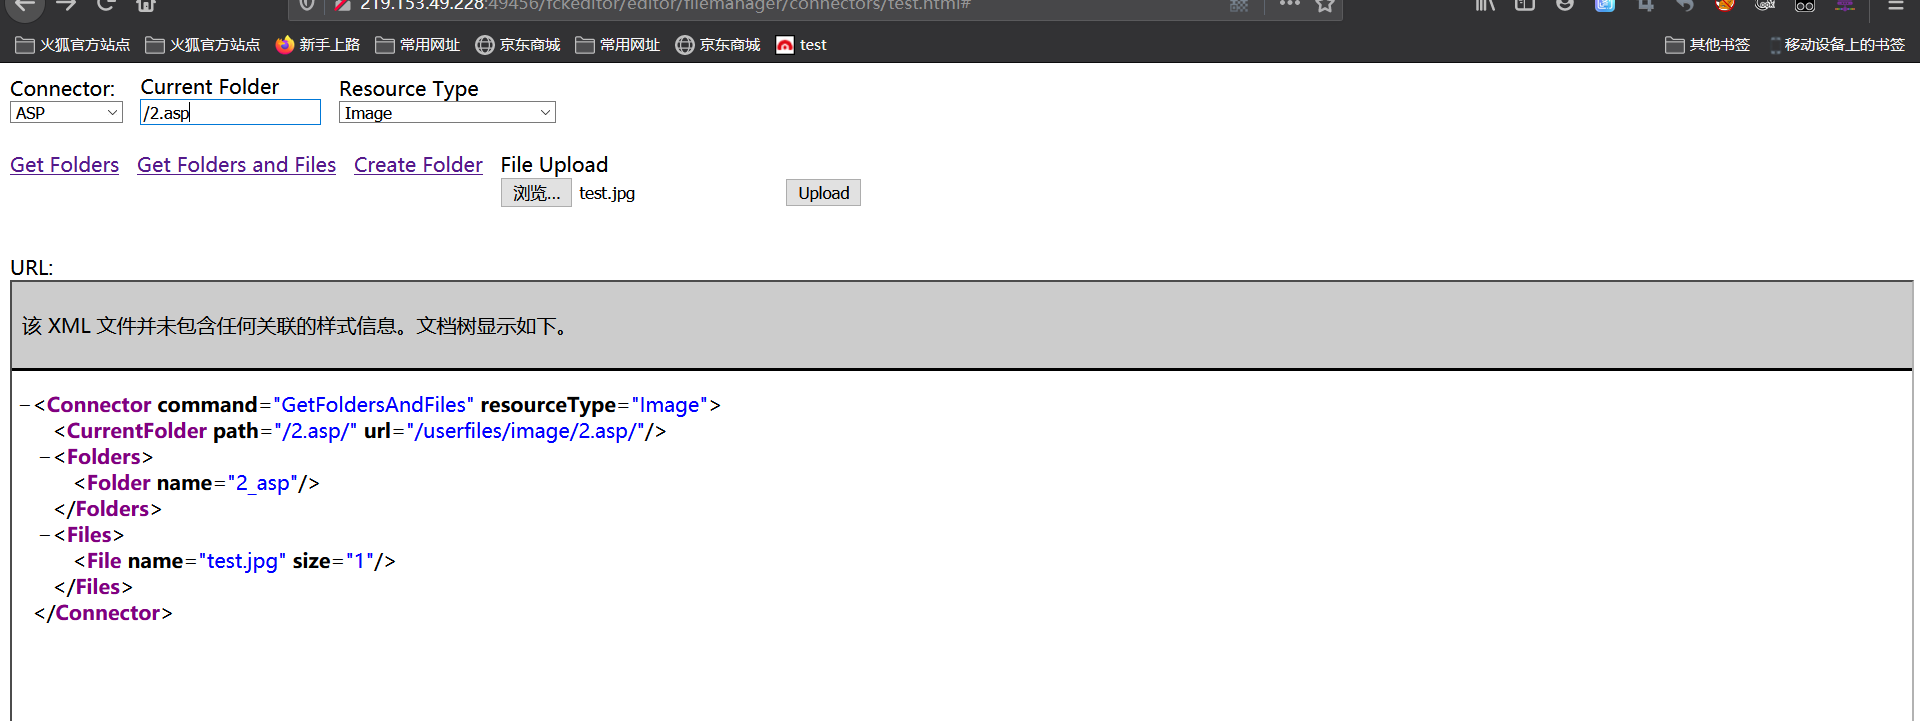 219.153.49.228:49456/fckeditor/editor/filemanager/connectors/test.html#
火狐官方站点 火狐官方站点 新手上路 常用网址 京东商城 常用网址 京东商城 test 其他书签 移动设备上的书签
Connector: Current Folder Resource Type
ASP /2.asp Image
Get Folders Get Folders and Files Create Folder File Upload
浏览... test.jpg Upload
URL:
该 XML 文件并未包含任何关联的样式信息。文档树显示如下。
−<Connector command="GetFoldersAndFiles" resourceType="Image">
<CurrentFolder path="/2.asp/" url="/userfiles/image/2.asp/"/>
−<Folders>
<Folder name="2_asp"/>
</Folders>
−<Files>
<File name="test.jpg" size="1"/>
</Files>
</Connector>